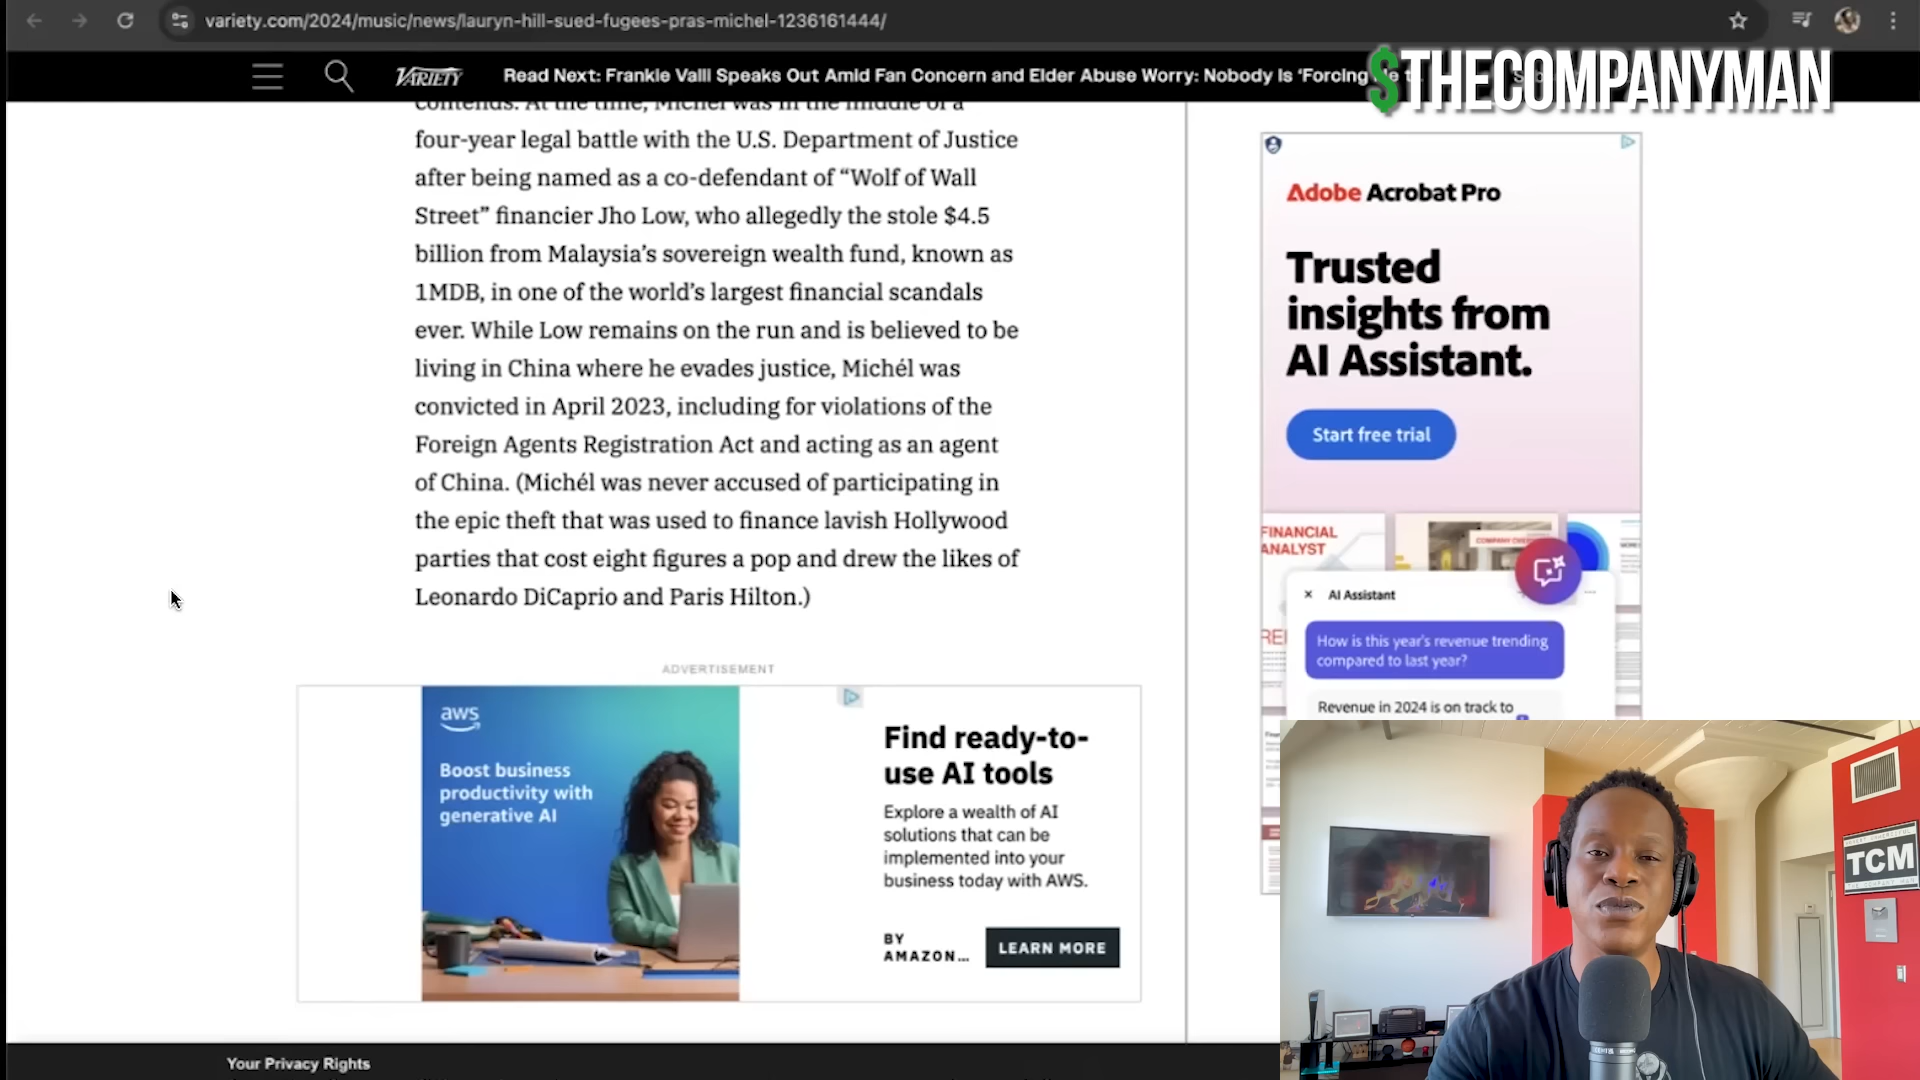 variety.com/2024/music/news/lauryn-hill-sued-fugees-pras-michel-1236161444/
VARIETY
Read Next: Frankie Valli Speaks Out Amid Fan Concern and Elder Abuse Worry: Nobody Is ‘Forcing Me t
$THECOMPANYMAN
contends. At the time, Michel was in the middle of a
four-year legal battle with the U.S. Department of Justice
after being named as a co-defendant of “Wolf of Wall
Street” financier Jho Low, who allegedly the stole $4.5
billion from Malaysia’s sovereign wealth fund, known as
1MDB, in one of the world’s largest financial scandals
ever. While Low remains on the run and is believed to be
living in China where he evades justice, Michél was
convicted in April 2023, including for violations of the
Foreign Agents Registration Act and acting as an agent
of China. (Michél was never accused of participating in
the epic theft that was used to finance lavish Hollywood
parties that cost eight figures a pop and drew the likes of
Leonardo DiCaprio and Paris Hilton.)
ADVERTISEMENT
aws
Boost business
productivity with
generative AI
Find ready-to-
use AI tools
Explore a wealth of AI
solutions that can be
implemented into your
business today with AWS.
BY
AMAZON...
LEARN MORE
Your Privacy Rights
Adobe Acrobat Pro
Trusted
insights from
AI Assistant.
Start free trial
FINANCIAL
ANALYST
AI Assistant
How is this year's revenue trending
compared to last year?
Revenue in 2024 is on track to
TCM